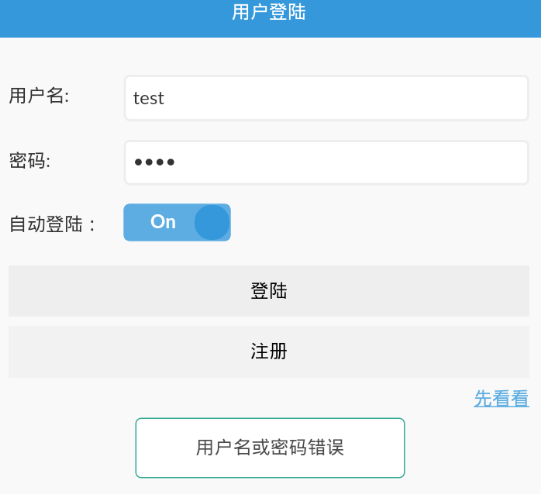 用户登陆
用户名:
test
密码:
••••
自动登陆：
On
登陆
注册
先看看
用户名或密码错误